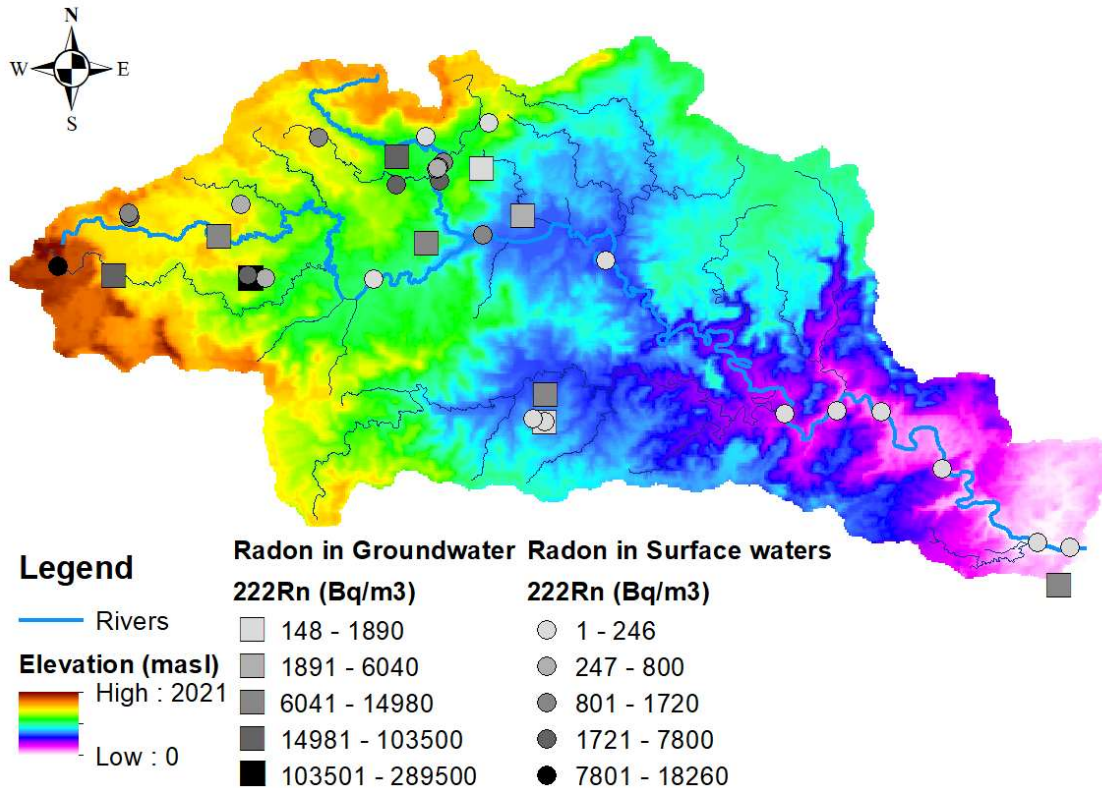 N
W E
S
Legend
Rivers
Elevation (masl)
High : 2021
Low : 0
Radon in Groundwater
222Rn (Bq/m3)
148 - 1890
1891 - 6040
6041 - 14980
14981 - 103500
103501 - 289500
Radon in Surface waters
222Rn (Bq/m3)
1 - 246
247 - 800
801 - 1720
1721 - 7800
7801 - 18260